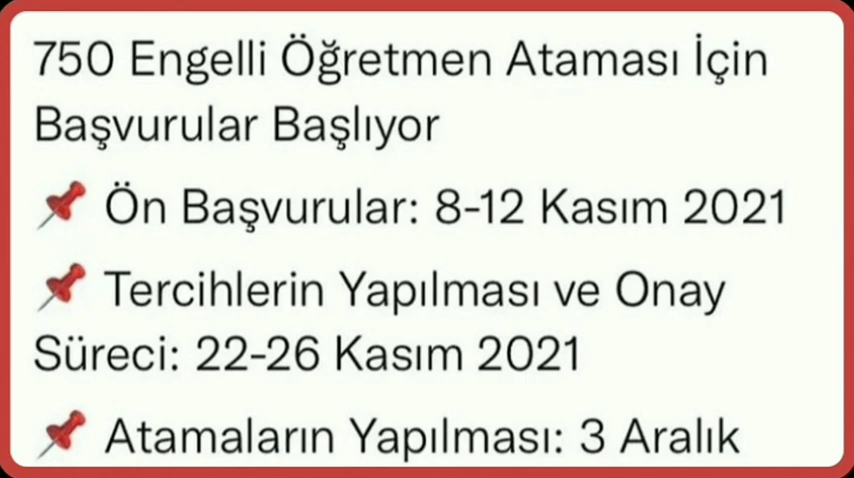 750 Engelli Öğretmen Ataması İçin
Başvurular Başlıyor
📌 Ön Başvurular: 8-12 Kasım 2021
📌 Tercihlerin Yapılması ve Onay
Süreci: 22-26 Kasım 2021
📌 Atamaların Yapılması: 3 Aralık